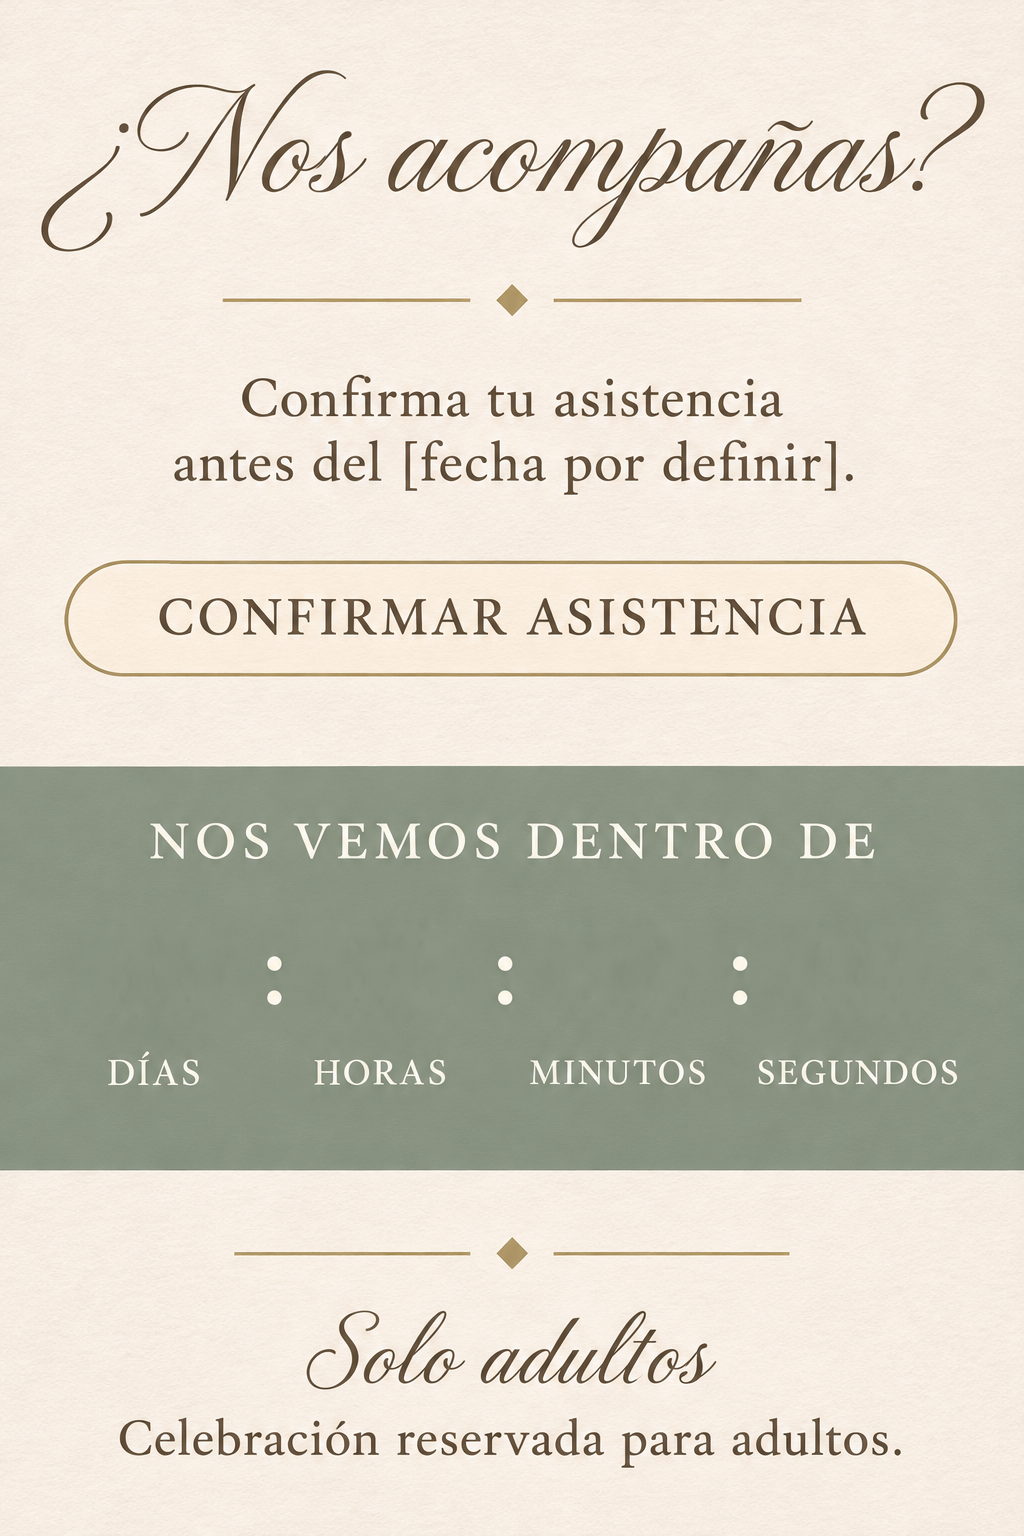 ¿Nos acompañas?
Confirma tu asistencia
antes del [fecha por definir].
CONFIRMAR ASISTENCIA
NOS VEMOS DENTRO DE
: : :
DÍAS HORAS MINUTOS SEGUNDOS
Solo adultos
Celebración reservada para adultos.